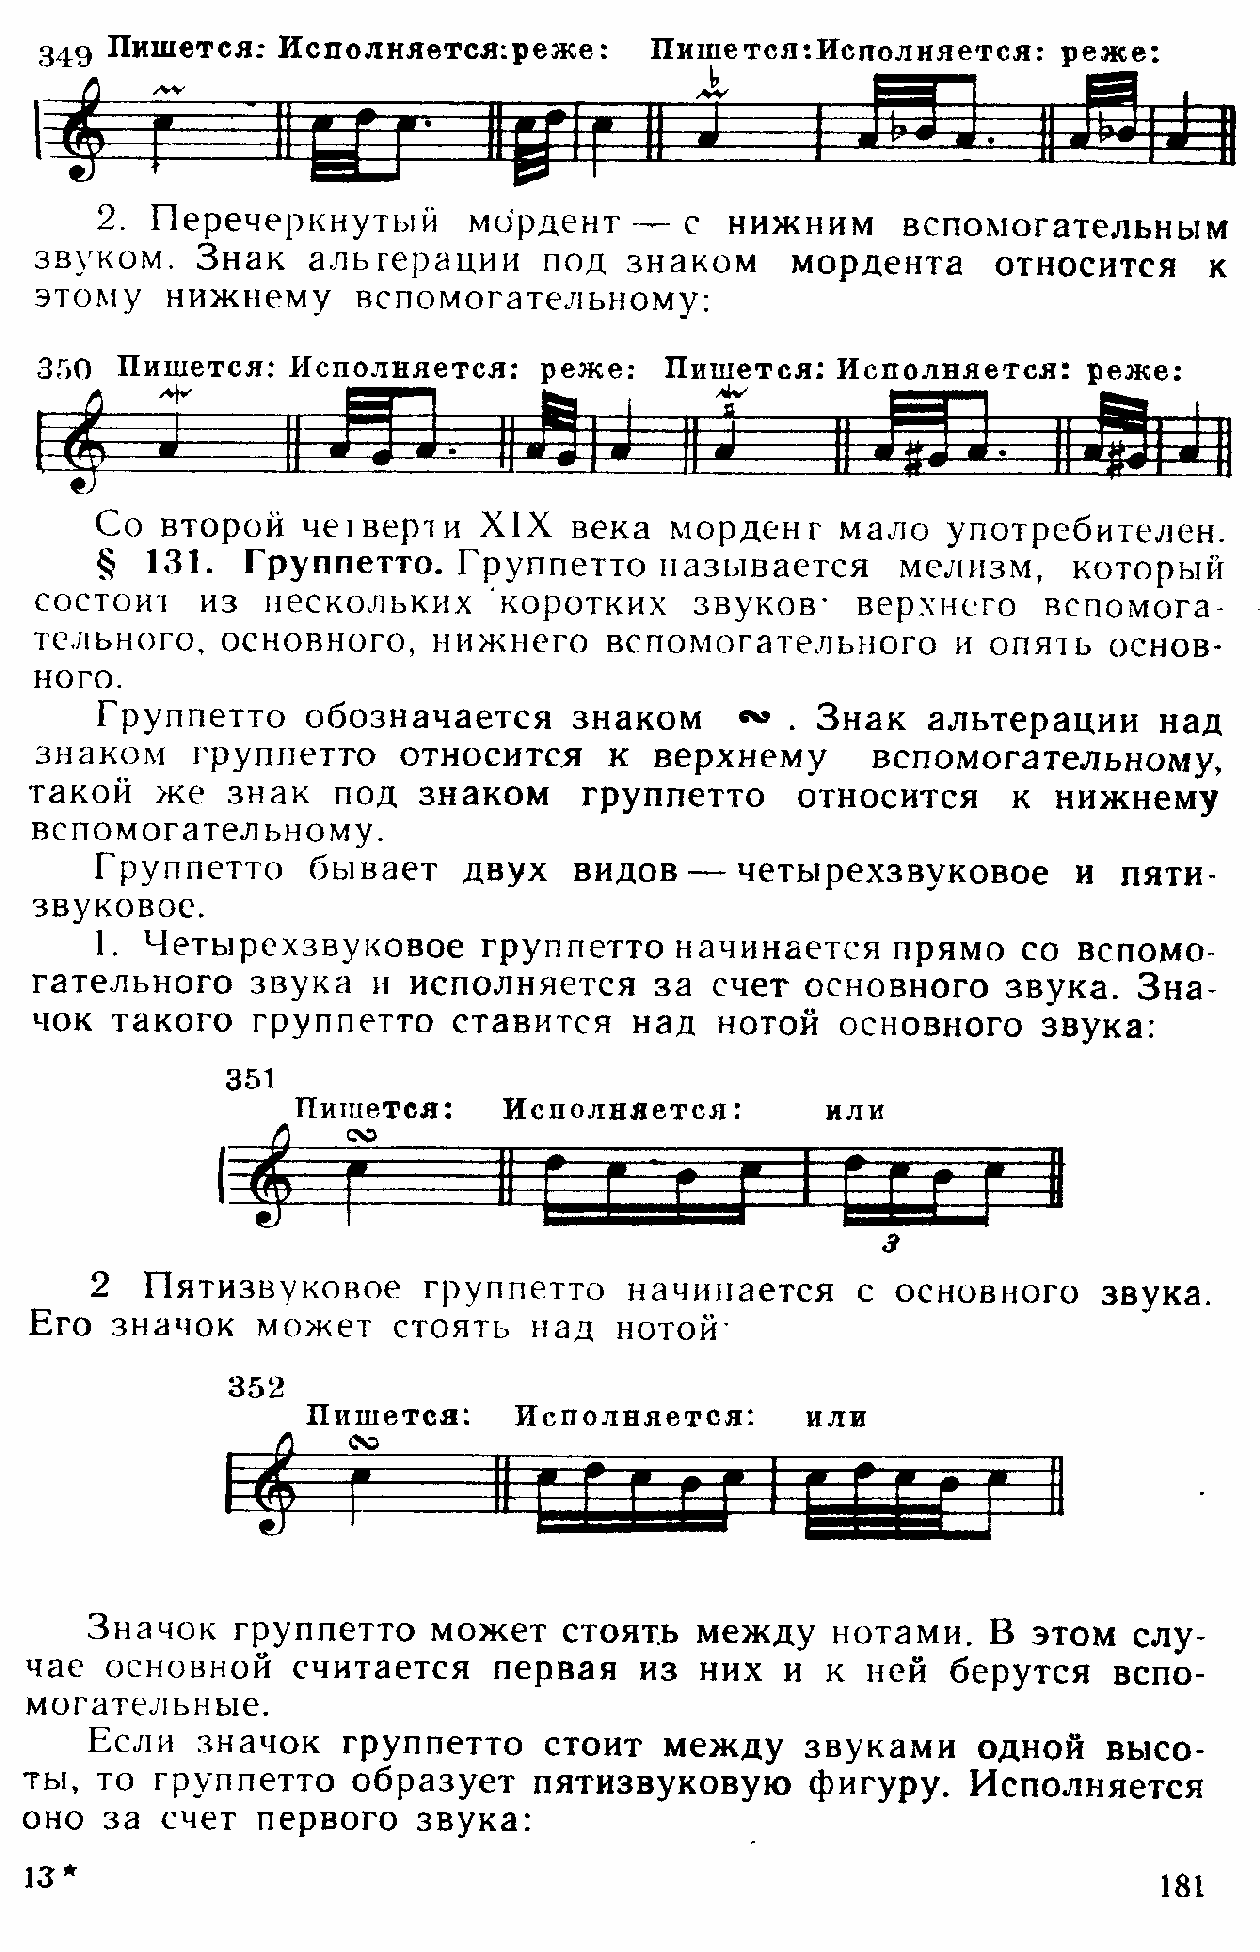 349 Пишется: Исполняется: реже: Пишется: Исполняется: реже:
2. Перечеркнутый мордент — с нижним вспомогательным
звуком. Знак альтерации под знаком мордента относится к
этому нижнему вспомогательному:
350 Пишется: Исполняется: реже: Пишется: Исполняется: реже:
Со второй четверти XIX века мордент мало употребителен.
§ 131. Группетто. Группетто называется мелизм, который
состоит из нескольких коротких звуков: верхнего вспомога-
тельного, основного, нижнего вспомогательного и опять основ-
ного.
Группетто обозначается знаком . Знак альтерации над
знаком группетто относится к верхнему вспомогательному,
такой же знак под знаком группетто относится к нижнему
вспомогательному.
Группетто бывает двух видов — четырехзвуковое и пяти-
звуковое.
1. Четырехзвуковое группетто начинается прямо со вспомо-
гательного звука и исполняется за счет основного звука. Зна-
чок такого группетто ставится над нотой основного звука:
351
Пишется: Исполняется: или
3
2 Пятизвуковое группетто начинается с основного звука.
Его значок может стоять над нотой:
352
Пишется: Исполняется: или
Значок группетто может стоять между нотами. В этом слу-
чае основной считается первая из них и к ней берутся вспо-
могательные.
Если значок группетто стоит между звуками одной высо-
ты, то группетто образует пятизвуковую фигуру. Исполняется
оно за счет первого звука:
13*
181